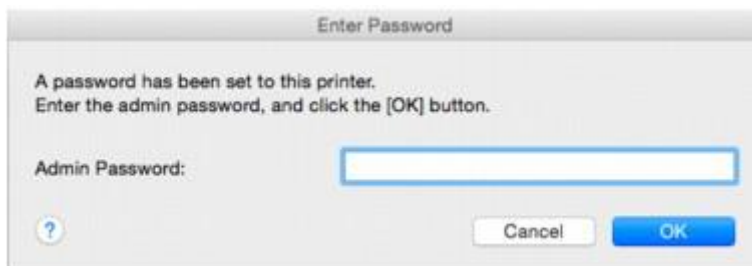 Enter Password
A password has been set to this printer.
Enter the admin password, and click the [OK] button.
Admin Password:
?
Cancel
OK